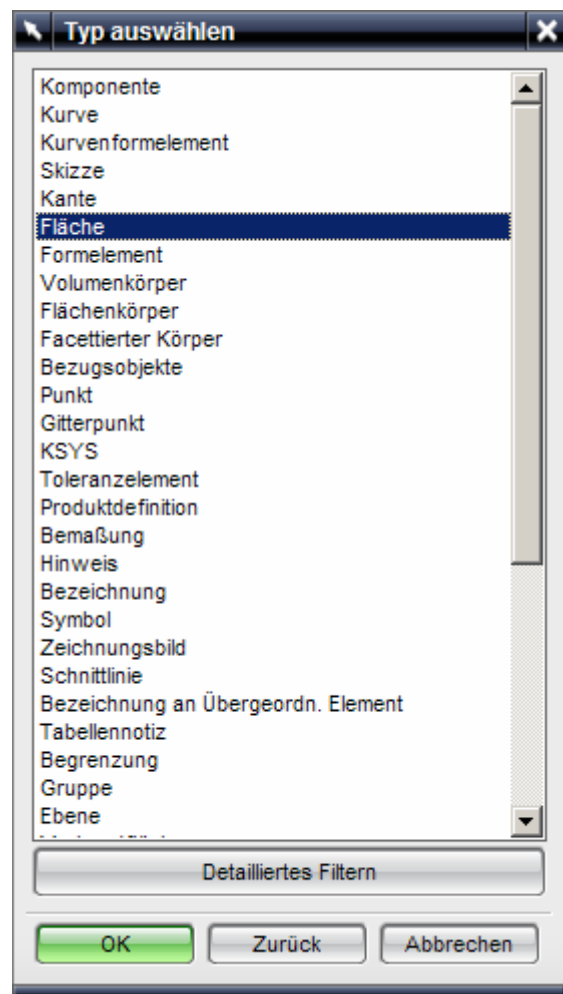 Typ auswählen
Komponente
Kurve
Kurvenformelement
Skizze
Kante
Fläche
Formelement
Volumenkörper
Flächenkörper
Facettierter Körper
Bezugsobjekte
Punkt
Gitterpunkt
KSYS
Toleranzelement
Produktdefinition
Bemaßung
Hinweis
Bezeichnung
Symbol
Zeichnungsbild
Schnittlinie
Bezeichnung an Übergeordn. Element
Tabellennotiz
Begrenzung
Gruppe
Ebene
Detailliertes Filtern
OK Zurück Abbrechen